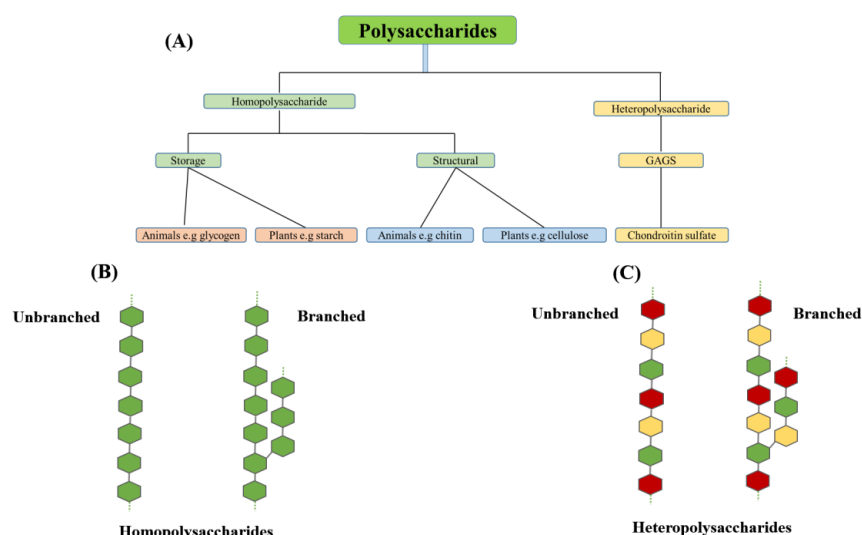 (A)
Polysaccharides
Homopolysaccharide
Heteropolysaccharide
Storage
Structural
GAGS
Animals e.g glycogen
Plants e.g starch
Animals e.g chitin
Plants e.g cellulose
Chondroitin sulfate
(B)
Unbranched
Branched
Homopolysaccharides
(C)
Unbranched
Branched
Heteropolysaccharides